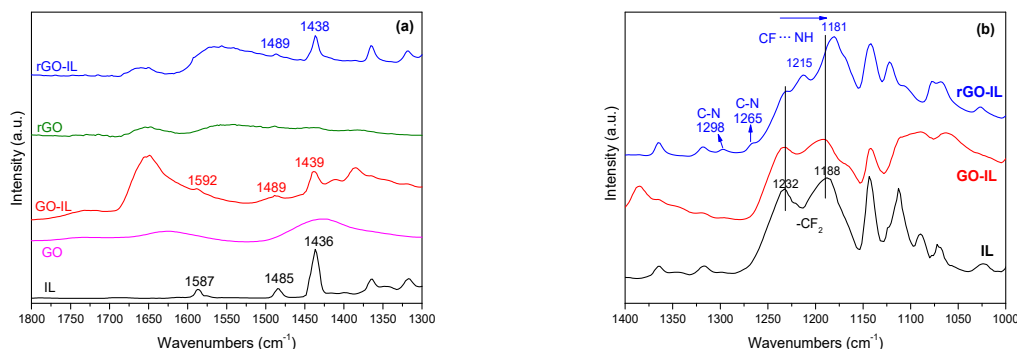 (a)
1438
1489
rGO-IL
rGO
1439
1592
1489
GO-IL
GO
1436
1587
1485
IL
Intensity (a.u.)
1800 1750 1700 1650 1600 1550 1500 1450 1400 1350 1300
Wavenumbers (cm-1)
(b)
CF ··· NH
1181
1215
C-N
1298
C-N
1265
rGO-IL
GO-IL
1232
1188
-CF2
IL
Intensity (a.u.)
1400 1350 1300 1250 1200 1150 1100 1050 1000
Wavenumbers (cm-1)